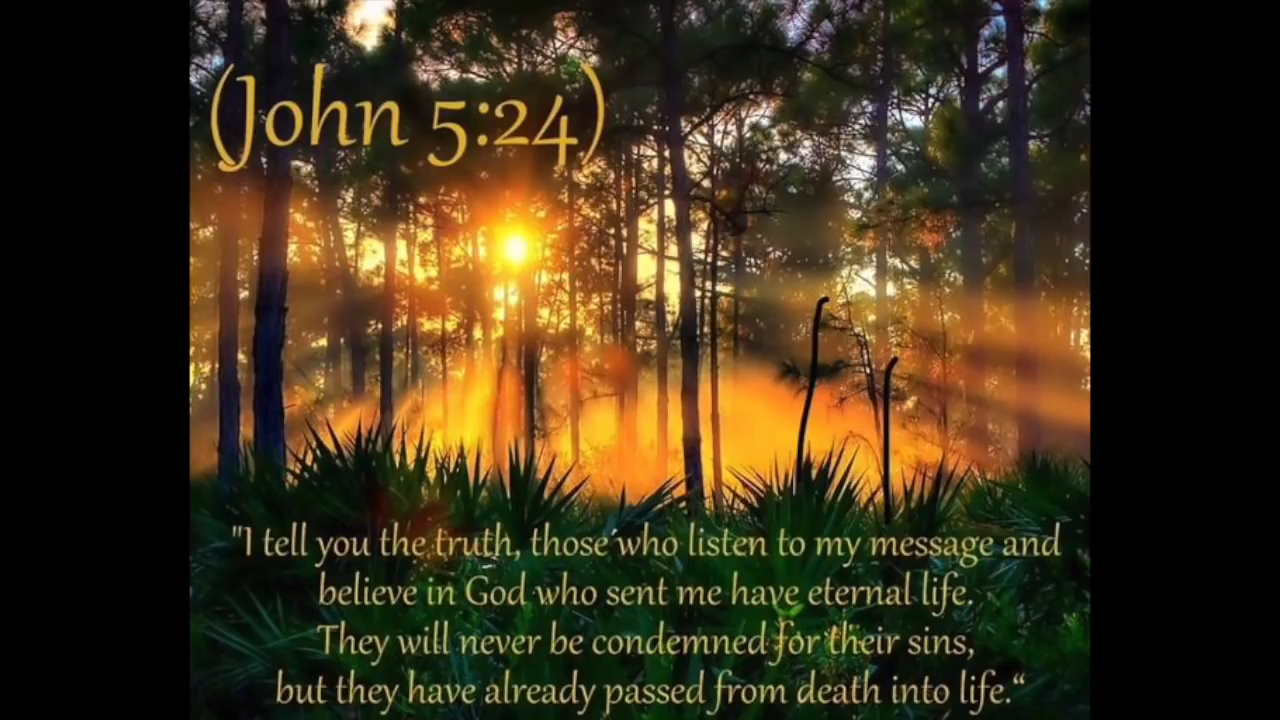 (John 5:24)
"I tell you the truth, those who listen to my message and
believe in God who sent me have eternal life.
They will never be condemned for their sins,
but they have already passed from death into life.“